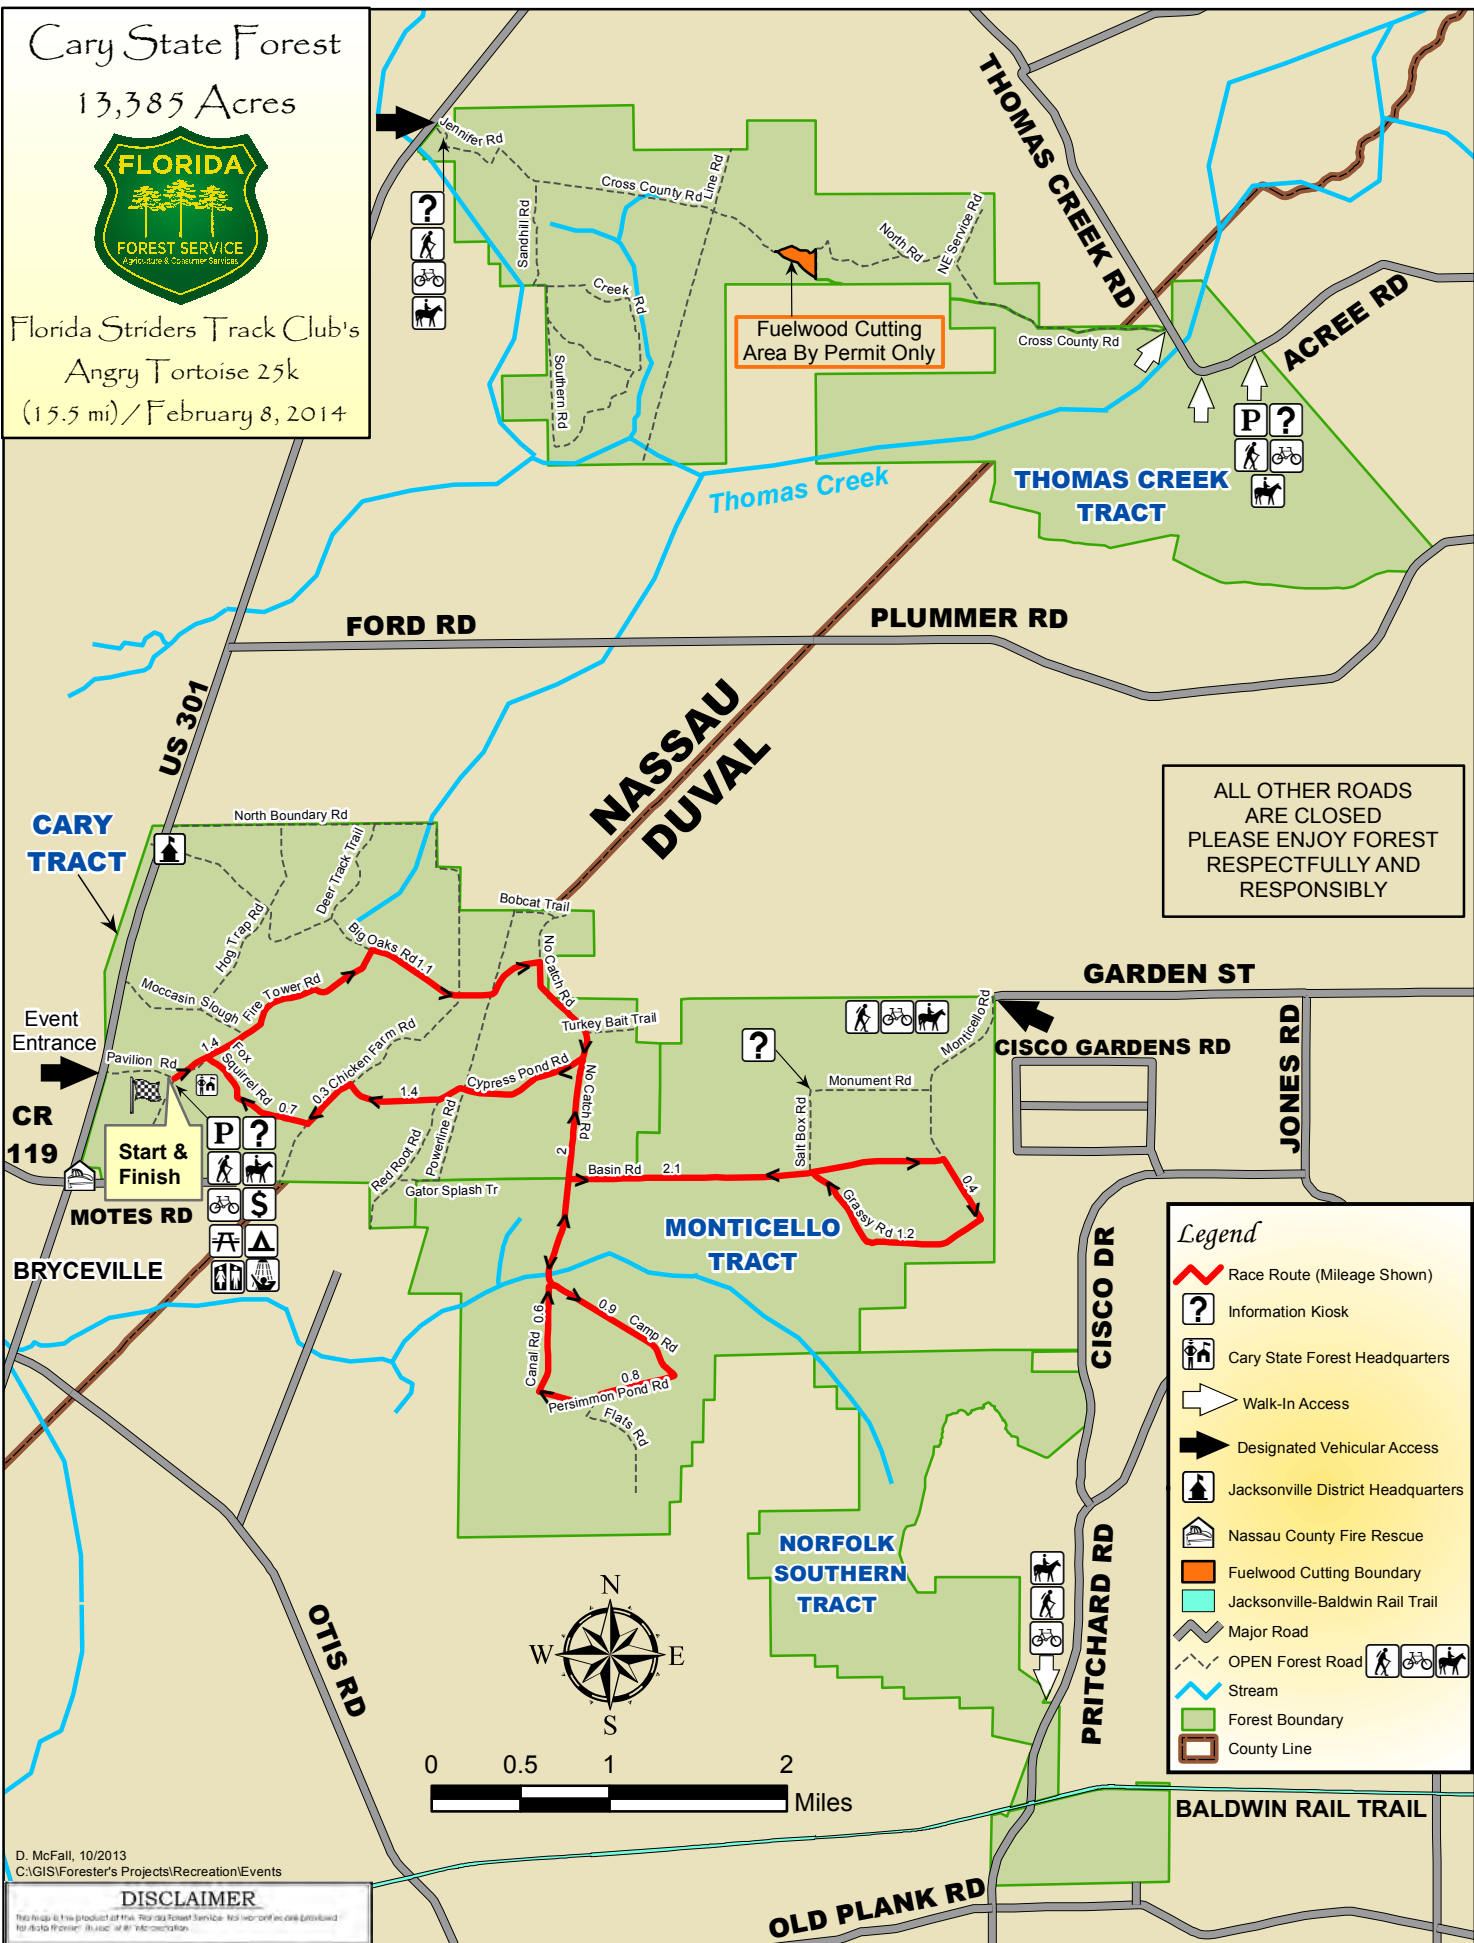 Cary State Forest
13,385 Acres
FLORIDA
FOREST SERVICE
Agriculture & Consumer Services
Florida Striders Track Club's
Angry Tortoise 25k
(15.5 mi) / February 8, 2014
Jennifer Rd
Cross County Rd
Line Rd
Sandhill Rd
Creek Rd
Southern Rd
North Rd
NE Service Rd
Cross County Rd
Fuelwood Cutting
Area By Permit Only
THOMAS CREEK RD
ACREE RD
P
?
?
THOMAS CREEK
TRACT
Thomas Creek
FORD RD
PLUMMER RD
US 301
NASSAU
DUVAL
ALL OTHER ROADS
ARE CLOSED
PLEASE ENJOY FOREST
RESPECTFULLY AND
RESPONSIBLY
CARY
TRACT
North Boundary Rd
Deer Track Trail
Hog Trap Rd
Bobcat Trail
Big Oaks Rd 1.1
No Catch Rd
Moccasin Slough
Fire Tower Rd
Turkey Bait Trail
Event
Entrance
Pavilion Rd
1.4
Fox
Squirrel Rd
0.7
0.3
Chicken Farm Rd
1.4
Cypress Pond Rd
No Catch Rd
2
Red Root Rd
Powerline Rd
Gator Splash Tr
Basin Rd 2.1
CR
119
Start &
Finish
P
?
$
MOTES RD
BRYCEVILLE
GARDEN ST
?
Monticello Rd
Monument Rd
Salt Box Rd
Grassy Rd 1.2
0.4
CISCO GARDENS RD
JONES RD
CISCO DR
MONTICELLO
TRACT
Canal Rd 0.6
0.9
Camp Rd
0.8
Persimmon Pond Rd
Flats Rd
Legend
Race Route (Mileage Shown)
?
Information Kiosk
Cary State Forest Headquarters
Walk-In Access
Designated Vehicular Access
Jacksonville District Headquarters
Nassau County Fire Rescue
Fuelwood Cutting Boundary
Jacksonville-Baldwin Rail Trail
Major Road
OPEN Forest Road
Stream
Forest Boundary
County Line
NORFOLK
SOUTHERN
TRACT
PRITCHARD RD
OTIS RD
N
W
E
S
0 0.5 1 2
Miles
BALDWIN RAIL TRAIL
OLD PLANK RD
D. McFall, 10/2013
C:\GIS\Forester's Projects\Recreation\Events
DISCLAIMER